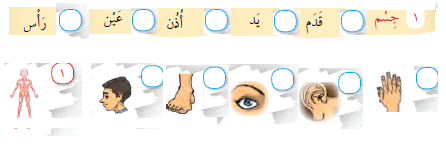 ١ جِسْم قَدَم يَد أُذُن عَيْن رَأْس
١